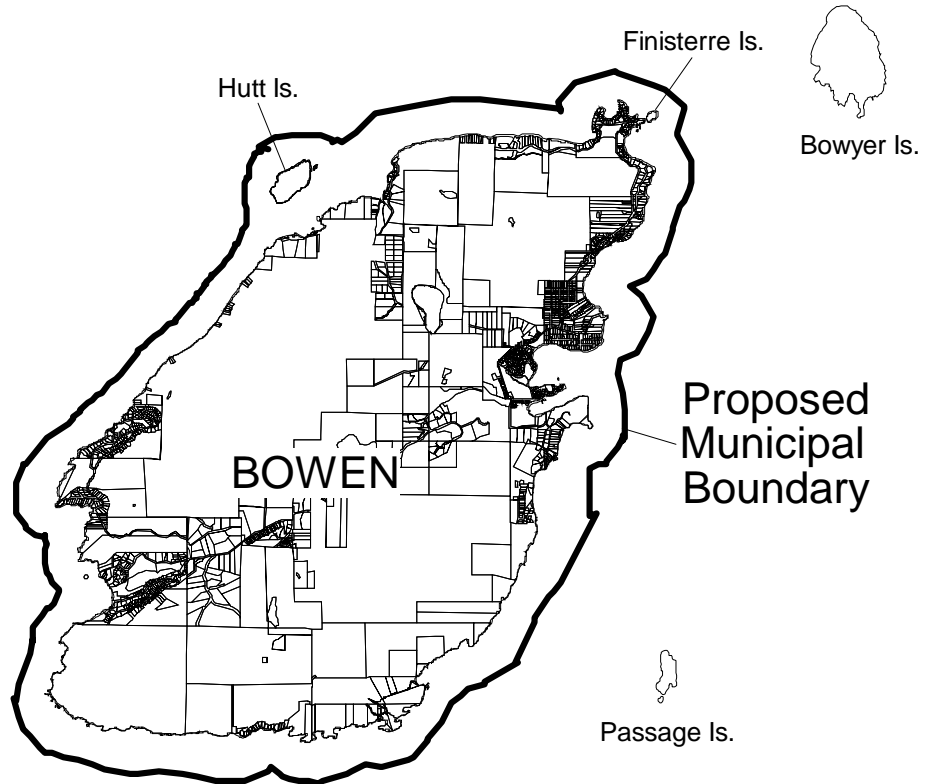 Finisterre Is.
Hutt Is.
Bowyer Is.
Proposed
Municipal
Boundary
BOWEN
Passage Is.